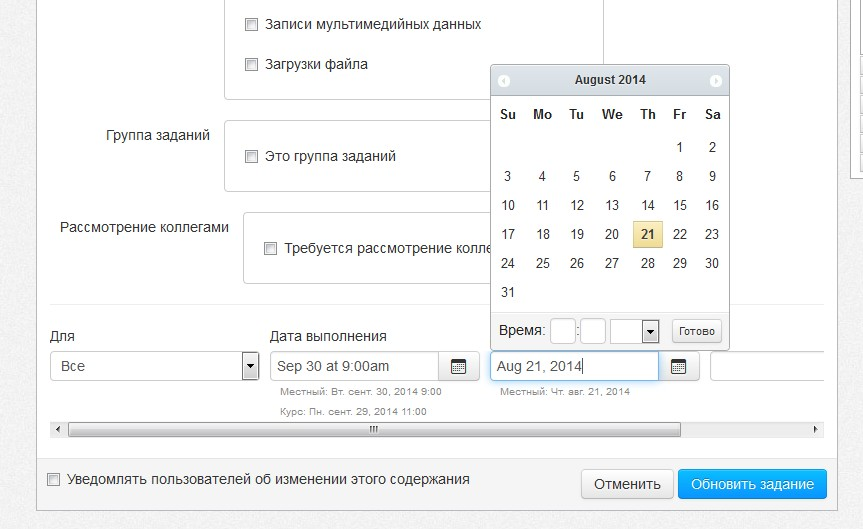 Записи мультимедийных данных
Загрузки файла
Группа заданий
Это группа заданий
Рассмотрение коллегами
Требуется рассмотрение
August 2014
Su Mo Tu We Th Fr Sa
1 2
3 4 5 6 7 8 9
10 11 12 13 14 15 16
17 18 19 20 21 22 23
24 25 26 27 28 29 30
31
Время: : Готово
Для
Дата выполнения
Все
Sep 30 at 9:00am
Aug 21, 2014
Местный: Вт. сент. 30, 2014 9:00
Местный: Чт. авг. 21, 2014
Курс: Пн. сент. 29, 2014 11:00
Уведомлять пользователей об изменении этого содержания
Отменить
Обновить задание